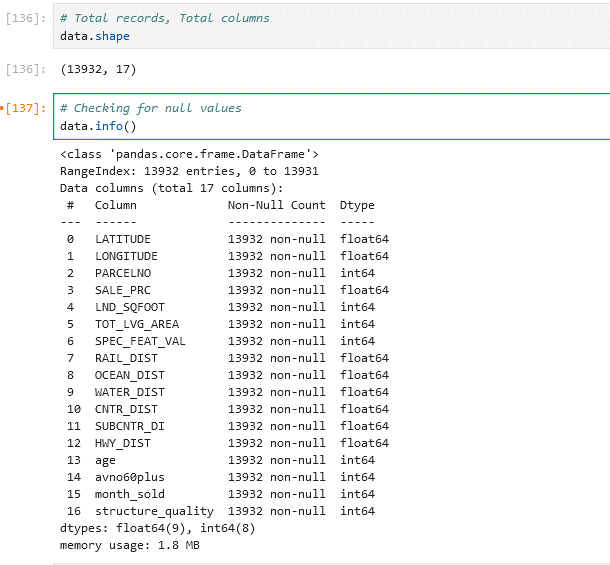 [136]: # Total records, Total columns
data.shape
[136]: (13932, 17)
[137]: # Checking for null values
data.info()
<class 'pandas.core.frame.DataFrame'>
RangeIndex: 13932 entries, 0 to 13931
Data columns (total 17 columns):
 #   Column             Non-Null Count  Dtype
---  ------             --------------  -----
 0   LATITUDE           13932 non-null  float64
 1   LONGITUDE          13932 non-null  float64
 2   PARCELNO           13932 non-null  int64
 3   SALE_PRC           13932 non-null  float64
 4   LND_SQFOOT         13932 non-null  int64
 5   TOT_LVG_AREA       13932 non-null  int64
 6   SPEC_FEAT_VAL      13932 non-null  int64
 7   RAIL_DIST          13932 non-null  float64
 8   OCEAN_DIST         13932 non-null  float64
 9   WATER_DIST         13932 non-null  float64
 10  CNTR_DIST          13932 non-null  float64
 11  SUBCNTR_DI         13932 non-null  float64
 12  HWY_DIST           13932 non-null  float64
 13  age                13932 non-null  int64
 14  avno60plus         13932 non-null  int64
 15  month_sold         13932 non-null  int64
 16  structure_quality  13932 non-null  int64
dtypes: float64(9), int64(8)
memory usage: 1.8 MB